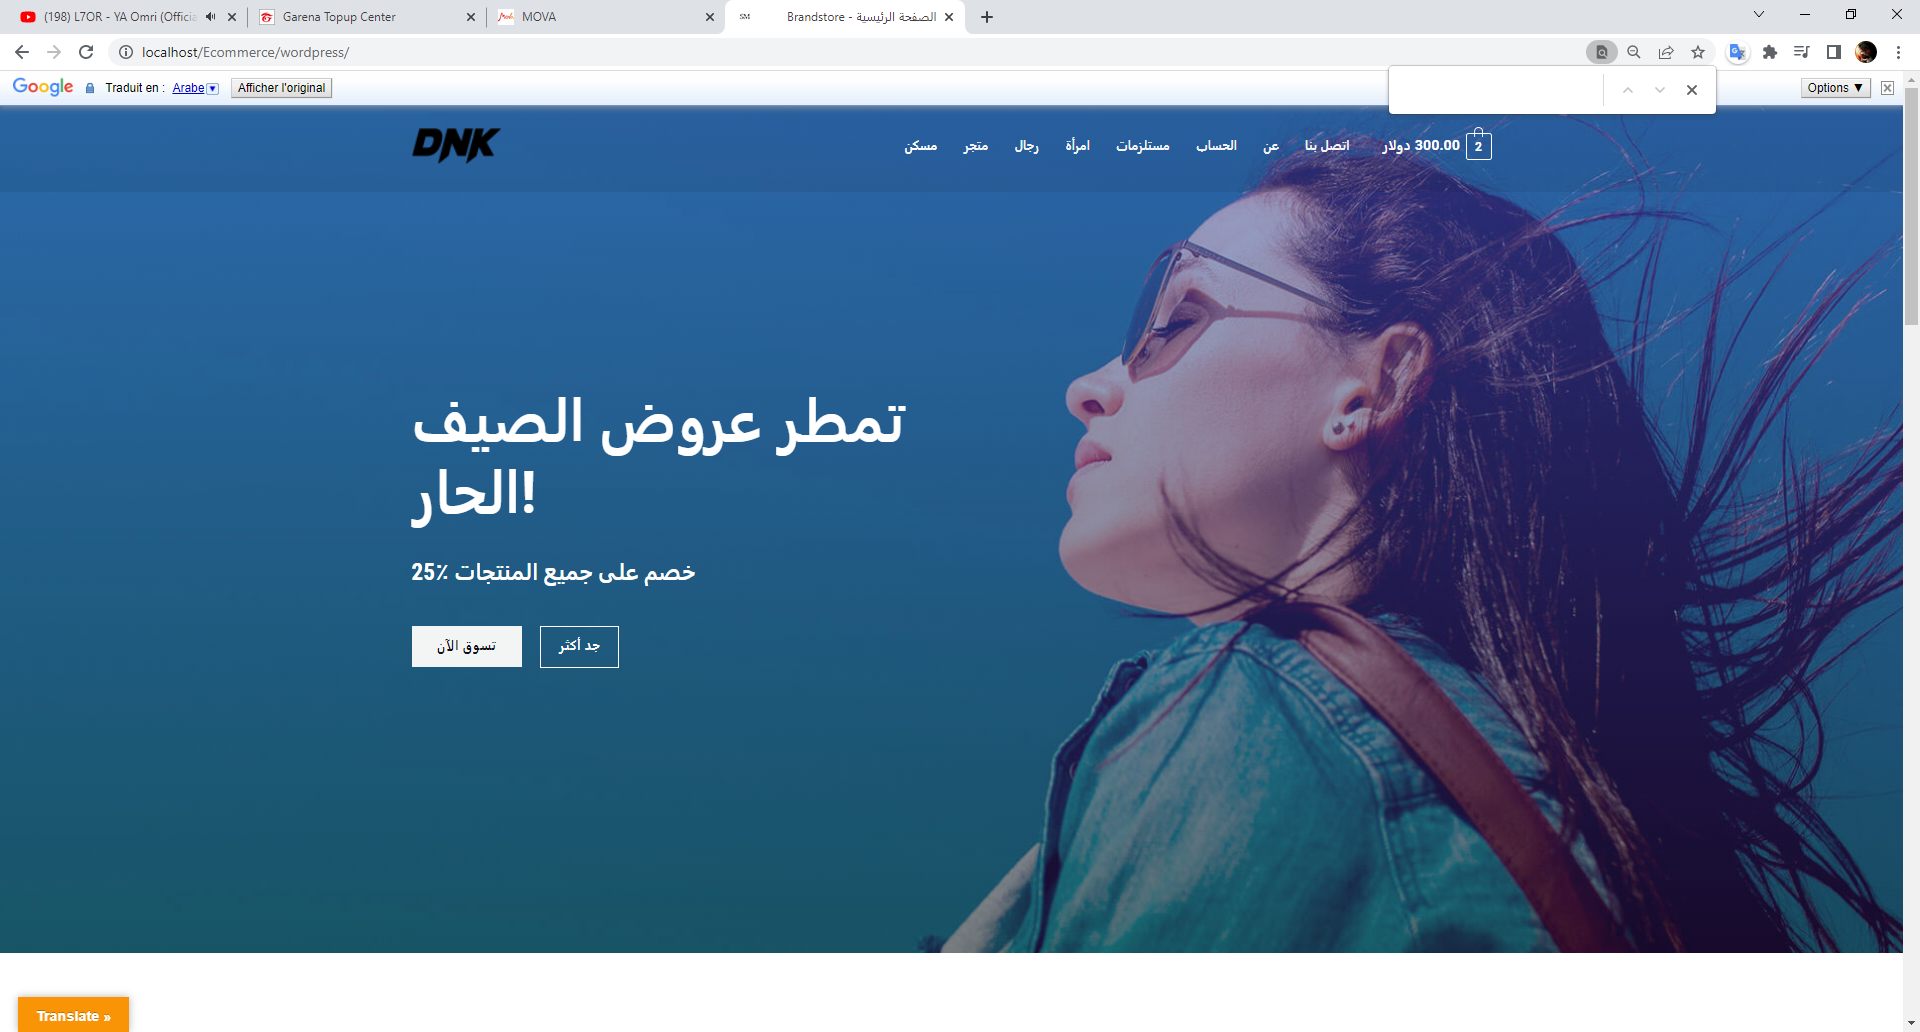 (198) L7OR - YA Omri (Officia
Garena Topup Center
MOVA
SM
Brandstore - الصفحة الرئيسية
localhost/Ecommerce/wordpress/
Google
Traduit en : Arabe
Afficher l'original
Options ▼
DNK
مسكن
متجر
رجال
امرأة
مستلزمات
الحساب
عن
اتصل بنا
300.00 دولار
2
تمطر عروض الصيف
الحار!
25٪ خصم على جميع المنتجات
تسوق الآن
جد أكثر
Translate »